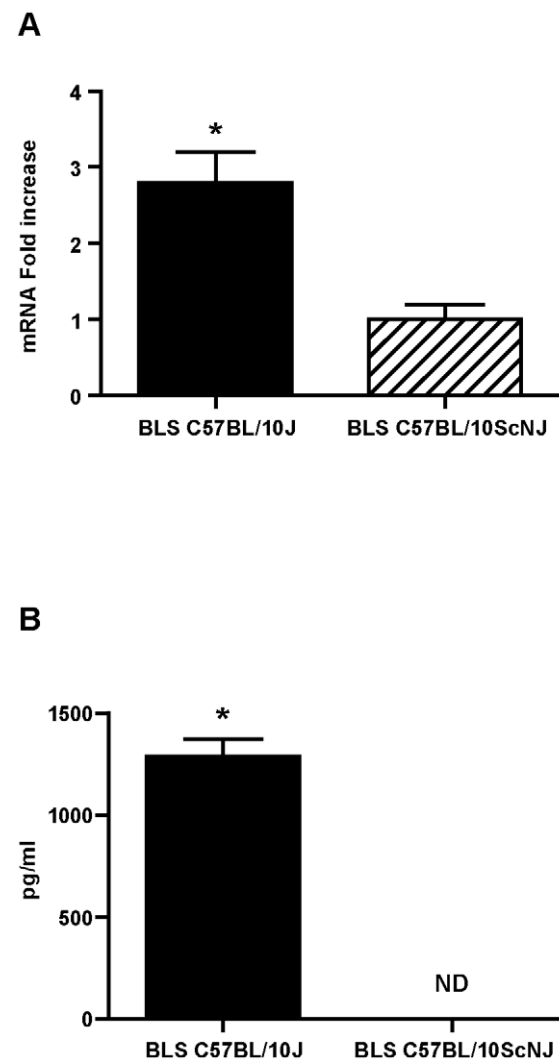 A
mRNA Fold increase
4
3
2
1
0
*
BLS C57BL/10J BLS C57BL/10ScNJ
B
pg/ml
1500
1000
500
0
*
ND
BLS C57BL/10J BLS C57BL/10ScNJ